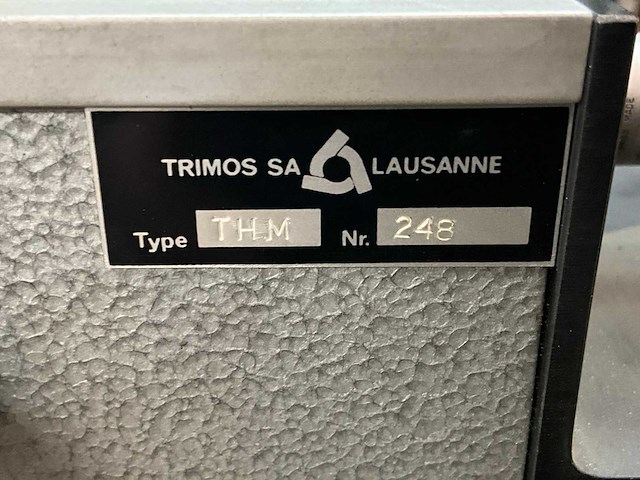 TRIMOS SA LAUSANNE
Type THM Nr. 248